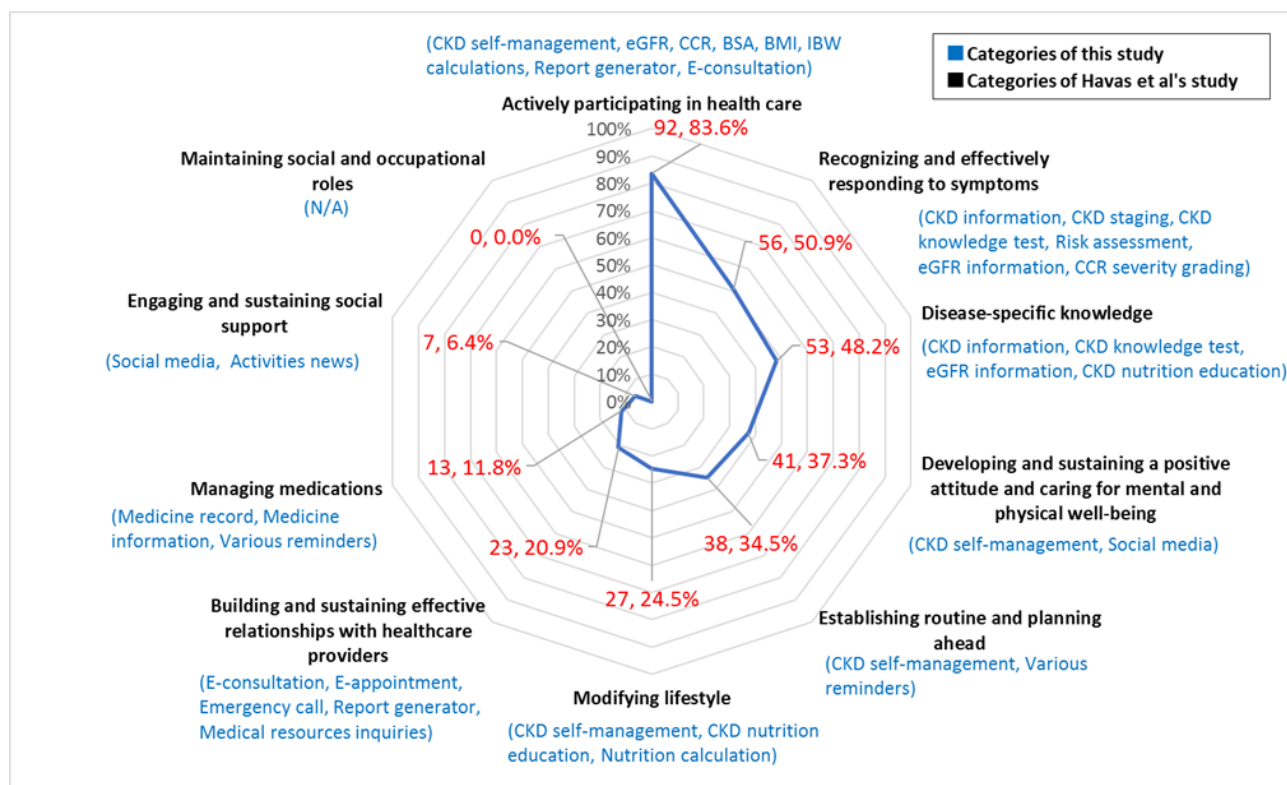 (CKD self-management, eGFR, CCR, BSA, BMI, IBW
calculations, Report generator, E-consultation)
Categories of this study
Categories of Havas et al's study
Actively participating in health care
92, 83.6%
100%
90%
80%
70%
60%
50%
40%
30%
20%
10%
0%
Recognizing and effectively
responding to symptoms
(CKD information, CKD staging, CKD
knowledge test, Risk assessment,
eGFR information, CCR severity grading)
56, 50.9%
Disease-specific knowledge
(CKD information, CKD knowledge test,
eGFR information, CKD nutrition education)
53, 48.2%
Developing and sustaining a positive
attitude and caring for mental and
physical well-being
(CKD self-management, Social media)
41, 37.3%
Establishing routine and planning
ahead
(CKD self-management, Various
reminders)
38, 34.5%
Modifying lifestyle
(CKD self-management, CKD nutrition
education, Nutrition calculation)
27, 24.5%
Building and sustaining effective
relationships with healthcare
providers
(E-consultation, E-appointment,
Emergency call, Report generator,
Medical resources inquiries)
23, 20.9%
Managing medications
(Medicine record, Medicine
information, Various reminders)
13, 11.8%
Engaging and sustaining social
support
(Social media,  Activities news)
7, 6.4%
Maintaining social and occupational
roles
(N/A)
0, 0.0%